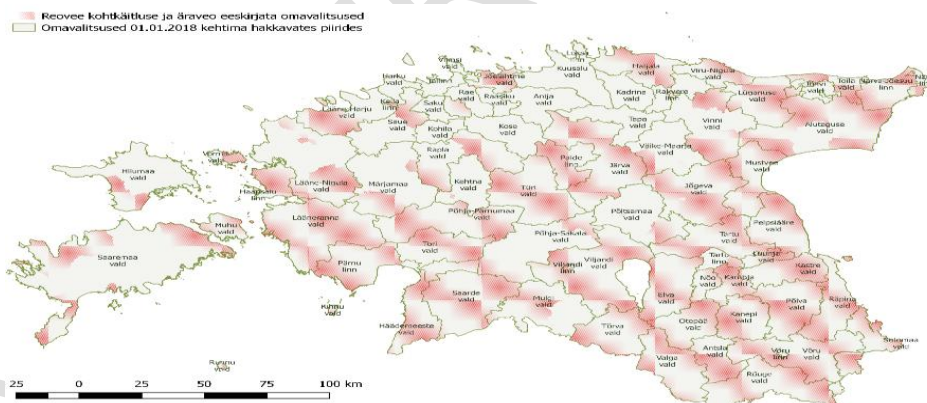 Reovee kohtkäitluse ja äraveo eeskirjata omavalitsused
Omavalitsused 01.01.2018 kehtima hakkavates piirides
Viimsi vald
Harku vald
Tallinn
Jõelähtme vald
Kuusalu vald
Haljala vald
Viru-Nigula vald
Rae vald
Raasiku vald
Anija vald
Kadrina vald
Rakvere linn
Lüganuse vald
Jõhvi vald
Toila vald
Narva-Jõesuu linn
Lääne-Harju vald
Keila linn
Saku vald
Saue vald
Kohila vald
Kose vald
Tapa vald
Vinni vald
Alutaguse vald
Väike-Maarja vald
Rapla vald
Paide linn
Järva vald
Mustvee vald
Vormsi vald
Hiiumaa vald
Haapsalu linn
Lääne-Nigula vald
Märjamaa vald
Kehtna vald
Türi vald
Jõgeva vald
Põhja-Pärnumaa vald
Põltsamaa vald
Peipsiääre vald
Muhu vald
Lääneranna vald
Põhja-Sakala vald
Tartu vald
Saaremaa vald
Tori vald
Pärnu linn
Viljandi linn
Viljandi vald
Tartu linn
Luunja vald
Kastre vald
Nõo vald
Kambja vald
Kihnu vald
Saarde vald
Mulgi vald
Elva vald
Põlva vald
Räpina vald
Häädemeeste vald
Tõrva vald
Otepää vald
Kanepi vald
Setomaa vald
Antsla vald
Võru linn
Võru vald
Valga vald
Rõuge vald
Ruhnu vald
25 0 25 50 75 100 km